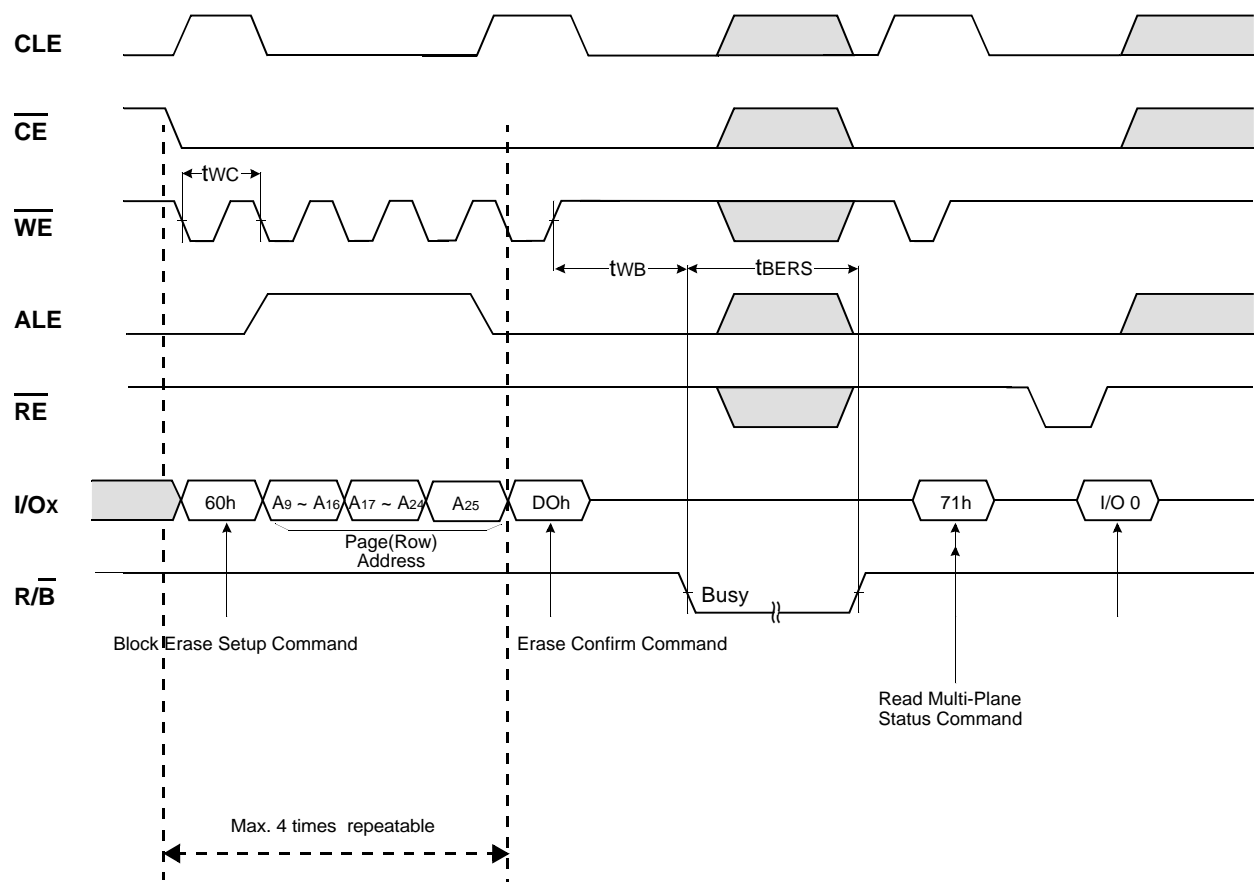 CLE
CE
tWC
WE
tWB
tBERS
ALE
RE
I/Ox
60h
A9 ~ A16
A17 ~ A24
A25
DOh
71h
I/O 0
Page(Row)
Address
R/B
Busy
Block Erase Setup Command
Erase Confirm Command
Read Multi-Plane
Status Command
Max. 4 times repeatable